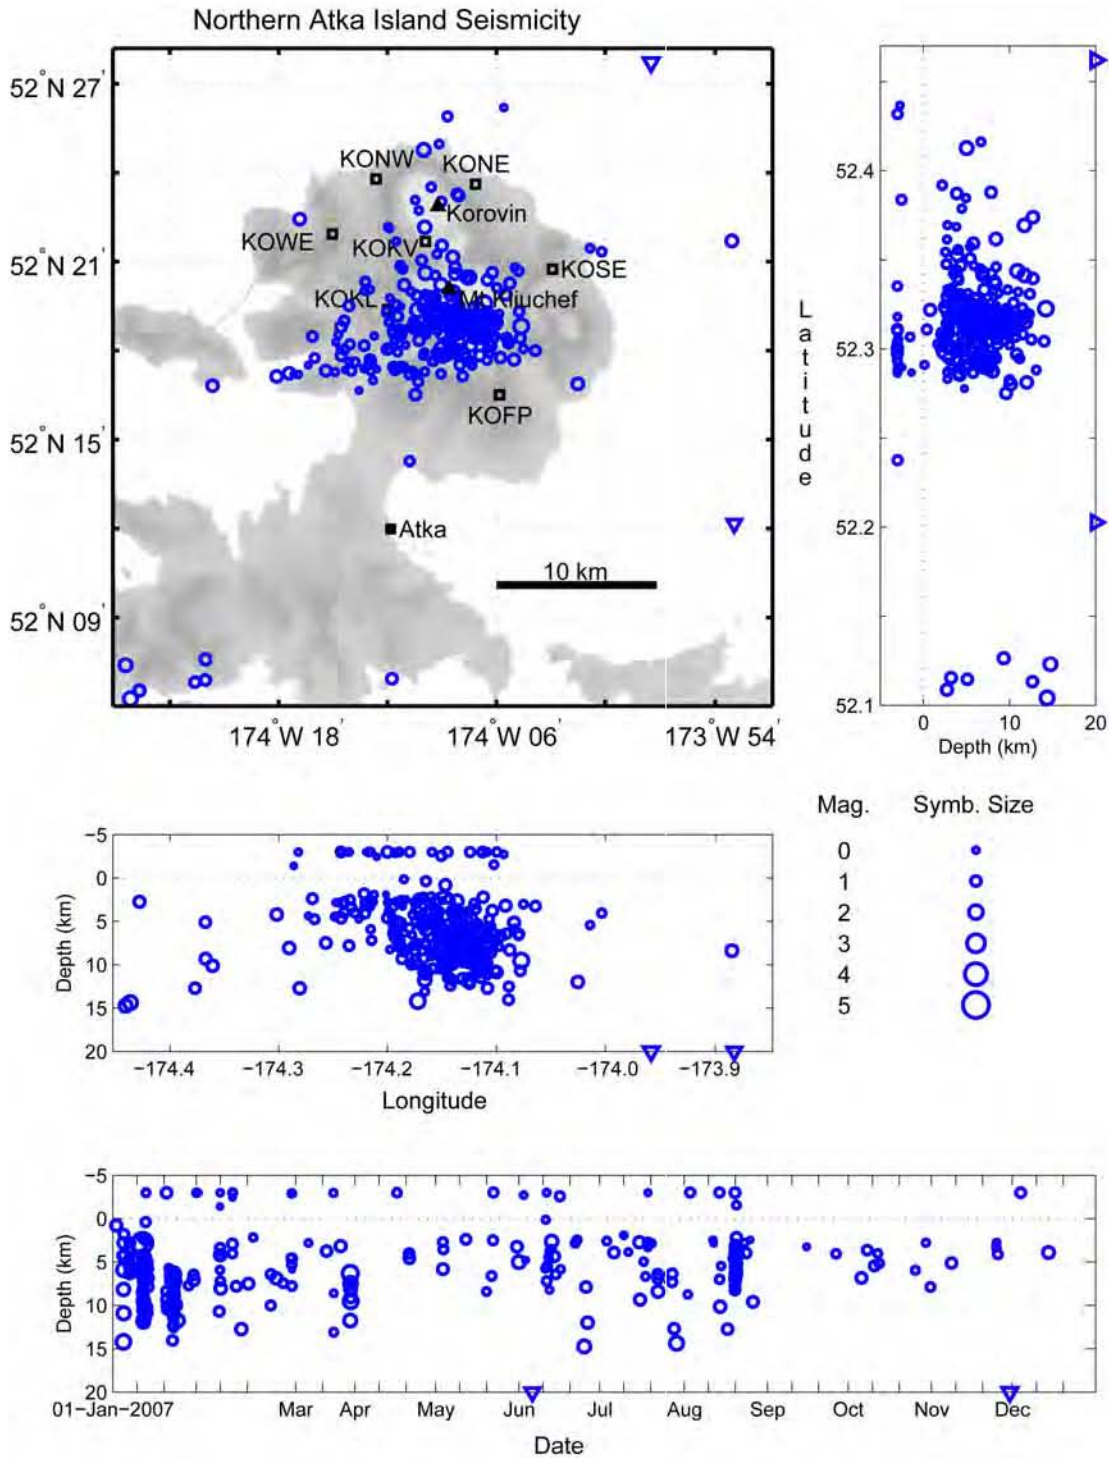 Northern Atka Island Seismicity
52°N 27'
52°N 21'
52°N 15'
52°N 09'
KONW
KONE
Korovin
KOWE
KOKV
KOSE
KOKL
Mt Kliuchef
KOFP
Atka
10 km
174°W 18'
174°W 06'
173°W 54'
Latitude
52.4
52.3
52.2
52.1
0
10
20
Depth (km)
Mag.
Symb. Size
0
1
2
3
4
5
Depth (km)
−5
0
5
10
15
20
−174.4
−174.3
−174.2
−174.1
−174.0
−173.9
Longitude
Depth (km)
−5
0
5
10
15
20
01−Jan−2007
Mar
Apr
May
Jun
Jul
Aug
Sep
Oct
Nov
Dec
Date